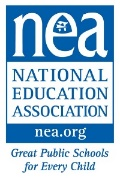 nea
NATIONAL
EDUCATION
ASSOCIATION
nea.org
Great Public Schools
for Every Child